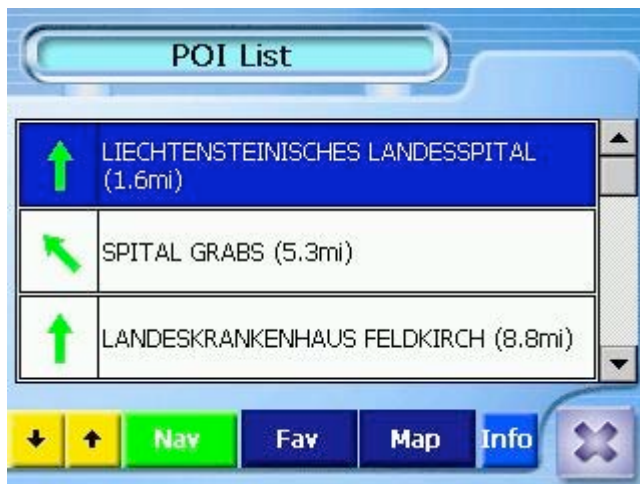 POI List
LIECHTENSTEINISCHES LANDESSPITAL
(1.6mi)
SPITAL GRABS (5.3mi)
LANDESKRANKENHAUS FELDKIRCH (8.8mi)
Nav Fav Map Info